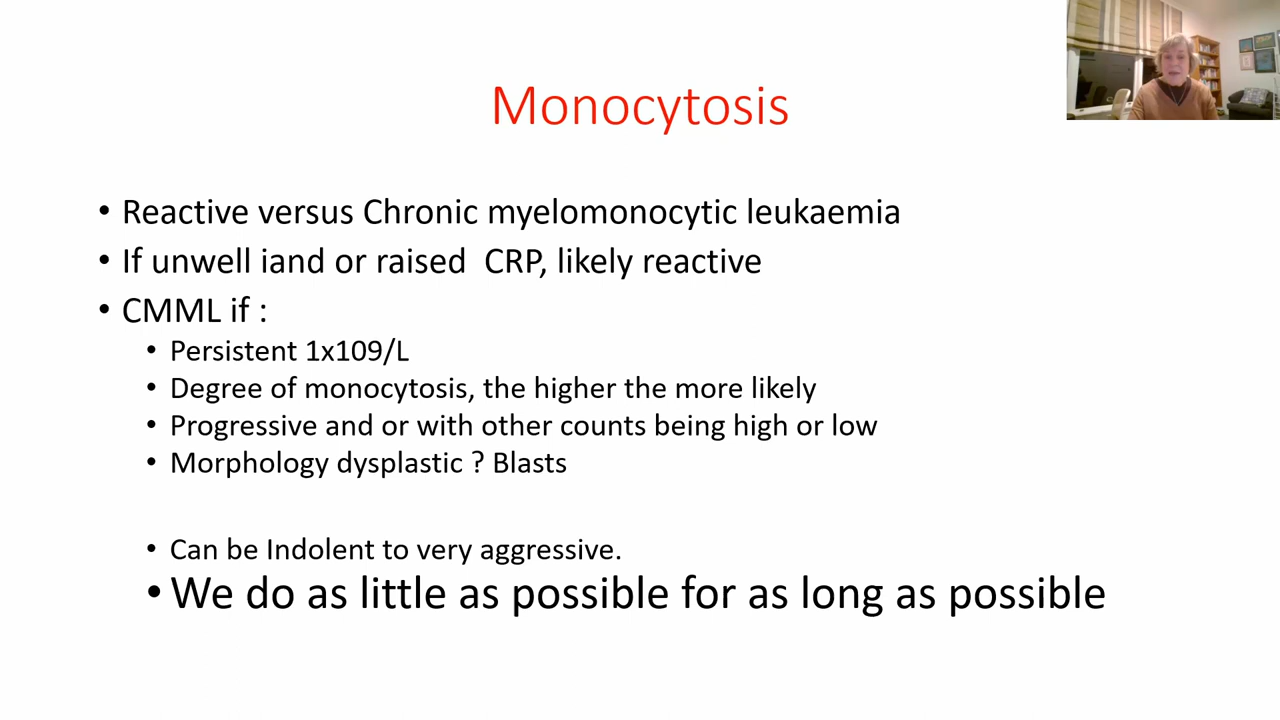 Monocytosis
• Reactive versus Chronic myelomonocytic leukaemia
• If unwell iand or raised  CRP, likely reactive
• CMML if :
• Persistent 1x109/L
• Degree of monocytosis, the higher the more likely
• Progressive and or with other counts being high or low
• Morphology dysplastic ? Blasts
• Can be Indolent to very aggressive.
• We do as little as possible for as long as possible